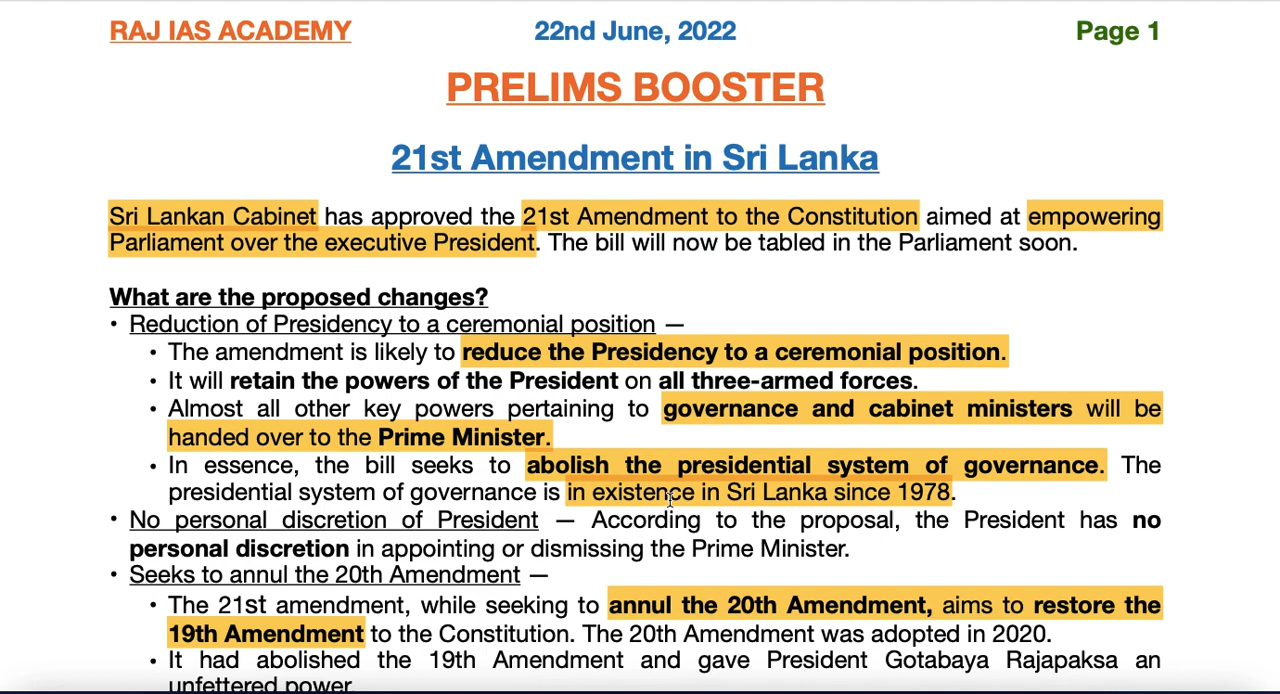 RAJ IAS ACADEMY 22nd June, 2022 Page 1
PRELIMS BOOSTER
21st Amendment in Sri Lanka
Sri Lankan Cabinet has approved the 21st Amendment to the Constitution aimed at empowering
Parliament over the executive President. The bill will now be tabled in the Parliament soon.
What are the proposed changes?
• Reduction of Presidency to a ceremonial position —
• The amendment is likely to reduce the Presidency to a ceremonial position.
• It will retain the powers of the President on all three-armed forces.
• Almost all other key powers pertaining to governance and cabinet ministers will be
handed over to the Prime Minister.
• In essence, the bill seeks to abolish the presidential system of governance. The
presidential system of governance is in existence in Sri Lanka since 1978.
• No personal discretion of President — According to the proposal, the President has no
personal discretion in appointing or dismissing the Prime Minister.
• Seeks to annul the 20th Amendment —
• The 21st amendment, while seeking to annul the 20th Amendment, aims to restore the
19th Amendment to the Constitution. The 20th Amendment was adopted in 2020.
• It had abolished the 19th Amendment and gave President Gotabaya Rajapaksa an
unfettered power.